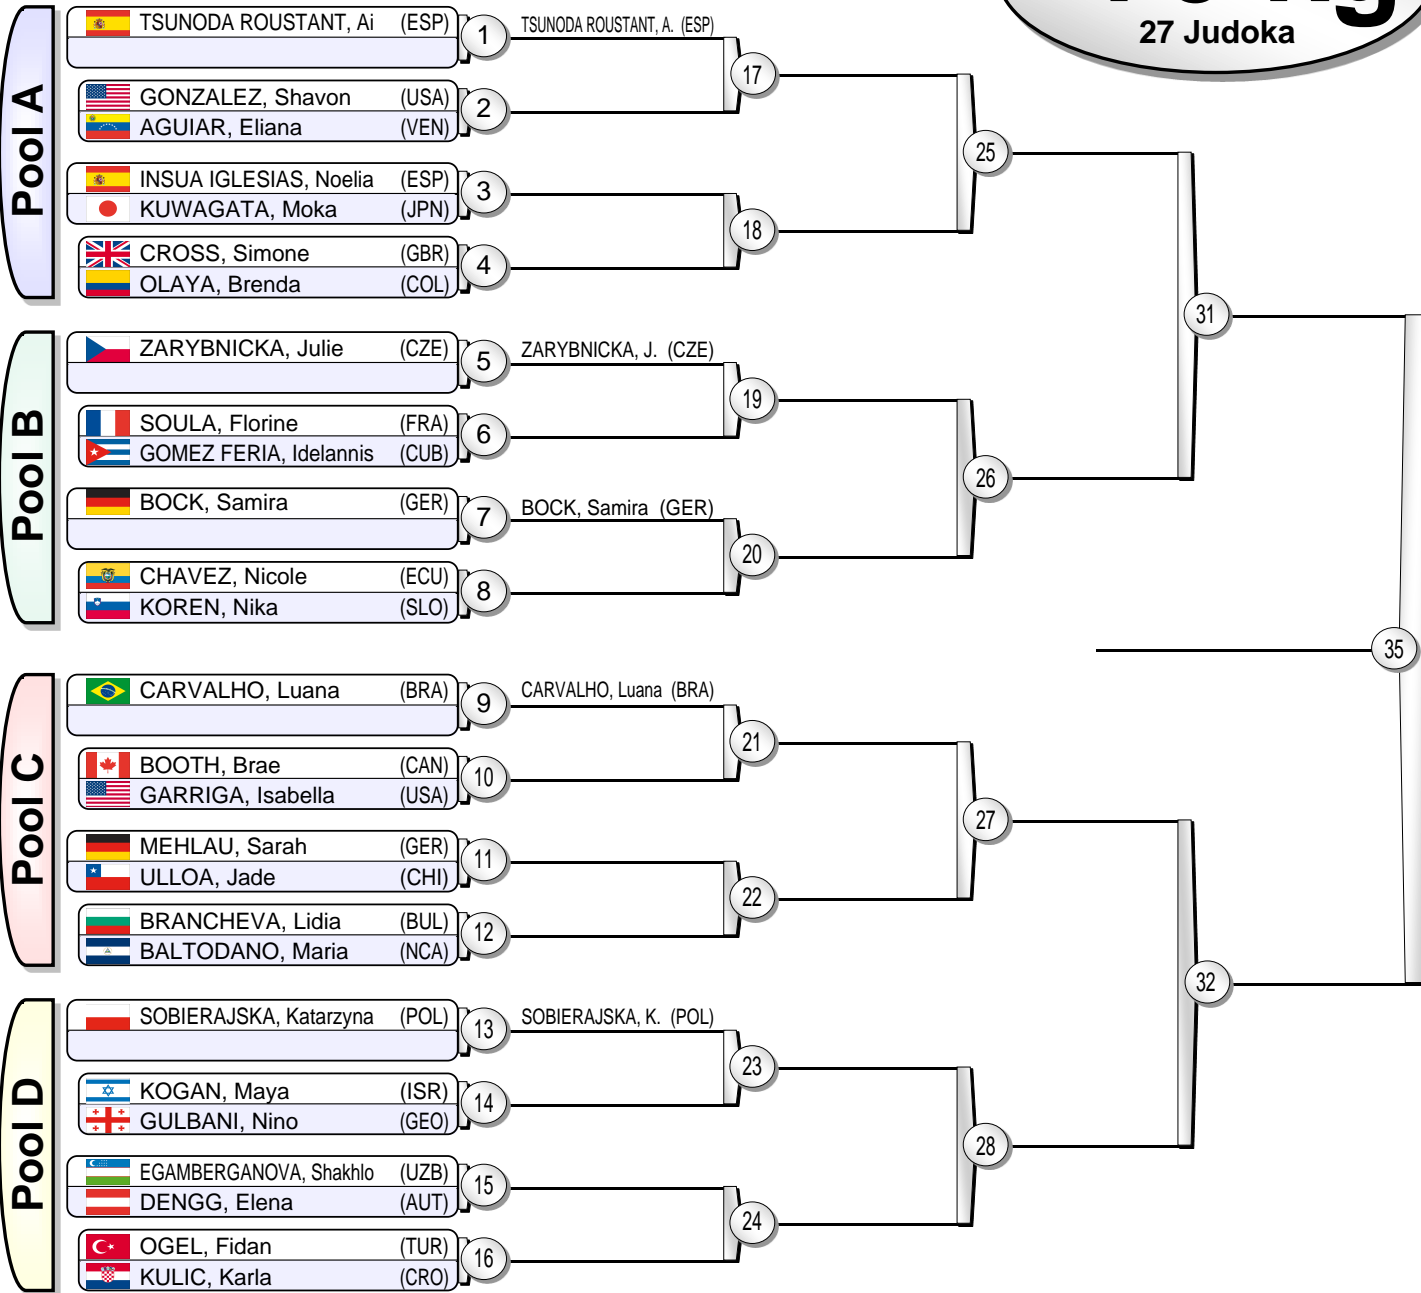 27 Judoka
Pool A
TSUNODA ROUSTANT, Ai (ESP) 1 TSUNODA ROUSTANT, A. (ESP)
17
GONZALEZ, Shavon (USA) 2
AGUIAR, Eliana (VEN)
25
INSUA IGLESIAS, Noelia (ESP) 3
KUWAGATA, Moka (JPN)
18
CROSS, Simone (GBR) 4
OLAYA, Brenda (COL)
31
Pool B
ZARYBNICKA, Julie (CZE) 5 ZARYBNICKA, J. (CZE)
19
SOULA, Florine (FRA) 6
GOMEZ FERIA, Idelannis (CUB)
26
BOCK, Samira (GER) 7 BOCK, Samira (GER)
20
CHAVEZ, Nicole (ECU) 8
KOREN, Nika (SLO)
35
Pool C
CARVALHO, Luana (BRA) 9 CARVALHO, Luana (BRA)
21
BOOTH, Brae (CAN) 10
GARRIGA, Isabella (USA)
27
MEHLAU, Sarah (GER) 11
ULLOA, Jade (CHI)
22
BRANCHEVA, Lidia (BUL) 12
BALTODANO, Maria (NCA)
32
Pool D
SOBIERAJSKA, Katarzyna (POL) 13 SOBIERAJSKA, K. (POL)
23
KOGAN, Maya (ISR) 14
GULBANI, Nino (GEO)
28
EGAMBERGANOVA, Shakhlo (UZB) 15
DENGG, Elena (AUT)
24
OGEL, Fidan (TUR) 16
KULIC, Karla (CRO)